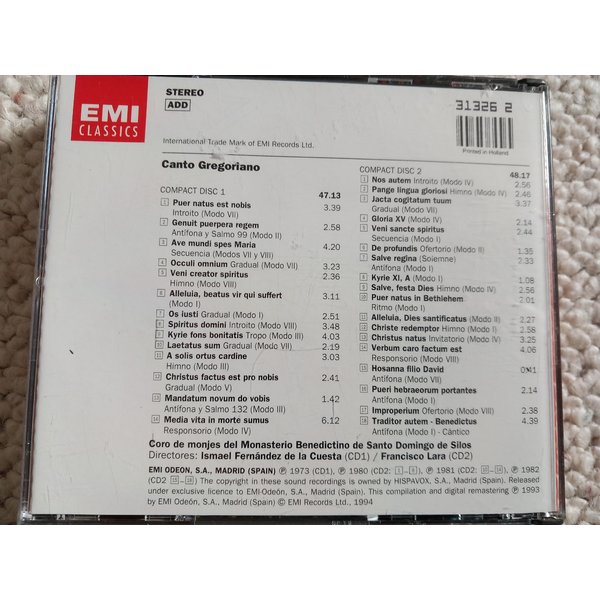 EMI
CLASSICS
STEREO
ADD
31326 2
Printed in Holland
International Trade Mark of EMI Records Ltd.
Canto Gregoriano
COMPACT DISC 1 47.13
1 Puer natus est nobis 3.39
Introito (Modo VII)
2 Genuit puerpera regem 2.58
Antífona y Salmo 99 (Modo II)
3 Ave mundi spes Maria 4.20
Secuencia (Modos VII y VIII)
4 Occuli omnium Gradual (Modo VII) 3.23
5 Veni creator spiritus 2.36
Himno (Modo VIII)
6 Alleluia, beatus vir qui suffert 3.11
(Modo I)
7 Os iusti Gradual (Modo I) 2.51
8 Spiritus domini Introito (Modo VIII) 3.48
9 Kyrie fons bonitatis Tropo (Modo III) 4.03
10 Laetatus sum Gradual (Modo VII) 2.19
11 A solis ortus cardine 3.03
Himno (Modo III)
12 Christus factus est pro nobis 2.41
Gradual (Modo V)
13 Mandatum novum do vobis 1.42
Antífona y Salmo 132 (Modo III)
14 Media vita in morte sumus 6.12
Responsorio (Modo IV)
COMPACT DISC 2 48.17
1 Nos autem Introito (Modo IV) 2.56
2 Pange lingua gloriosi Himno (Modo IV) 2.46
3 Jacta cogitatum tuum 3.37
Gradual (Modo VII)
4 Gloria XV (Modo IV) 2.14
5 Veni sancte spiritus 2.44
Secuencia (Modo I)
6 De profundis Ofertorio (Modo II) 1.35
7 Salve regina (Solemne) 2.33
Antífona (Modo I)
8 Kyrie XI, A (Modo I) 1.08
9 Salve, festa Dies Himno (Modo IV) 2.56
10 Puer natus in Bethlehem 2.01
Ritmo (Modo I)
11 Alleluia, Dies santificatus (Modo II) 2.27
12 Christe redemptor Himno (Modo I) 2.58
13 Christus natus Invitatorio (Modo IV) 3.25
14 Verbum caro factum est 4.06
Responsorio (Modo VIII)
15 Hosanna filio David 0.41
Antífona (Modo VII)
16 Pueri hebraeorum portantes 2.14
Antífona (Modo I)
17 Improperium Ofertorio (Modo VIII) 2.38
18 Traditor autem - Benedictus 4.39
Antífona (Modo I) - Cántico
Coro de monjes del Monasterio Benedictino de Santo Domingo de Silos
Directores: Ismael Fernández de la Cuesta (CD1) / Francisco Lara (CD2)
EMI ODEON, S.A., MADRID (SPAIN) ℗ 1973 (CD1), ℗ 1980 (CD2: 1-6), ℗ 1981 (CD2: 10-14), ℗ 1982
(CD2 15-18) The copyright in these sound recordings is owned by HISPAVOX, S.A. Madrid (Spain). Released
under exclusive licence to EMI-Odeón, S.A., Madrid (Spain). This compilation and digital remastering ℗ 1993
by EMI Odeón, S.A., Madrid (Spain) © EMI Records Ltd., 1994